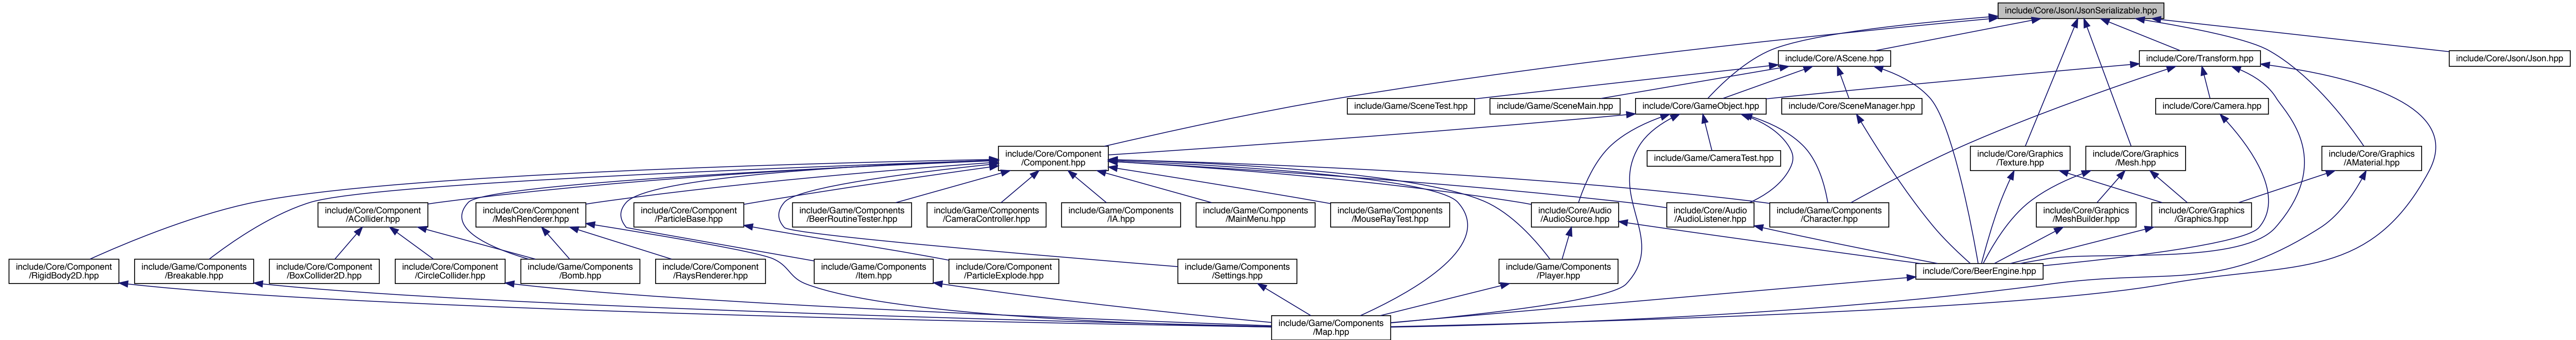 include/Core/Json/JsonSerializable.hpp
include/Core/AScene.hpp
include/Core/Transform.hpp
include/Core/Json/Json.hpp
include/Game/SceneTest.hpp
include/Game/SceneMain.hpp
include/Core/GameObject.hpp
include/Core/SceneManager.hpp
include/Core/Camera.hpp
include/Core/Component
/Component.hpp
include/Game/CameraTest.hpp
include/Core/Graphics
/Texture.hpp
include/Core/Graphics
/Mesh.hpp
include/Core/Graphics
/AMaterial.hpp
include/Core/Component
/ACollider.hpp
include/Core/Component
/MeshRenderer.hpp
include/Core/Component
/ParticleBase.hpp
include/Game/Components
/BeerRoutineTester.hpp
include/Game/Components
/CameraController.hpp
include/Game/Components
/IA.hpp
include/Game/Components
/MainMenu.hpp
include/Game/Components
/MouseRayTest.hpp
include/Core/Audio
/AudioSource.hpp
include/Core/Audio
/AudioListener.hpp
include/Game/Components
/Character.hpp
include/Core/Graphics
/MeshBuilder.hpp
include/Core/Graphics
/Graphics.hpp
include/Core/Component
/RigidBody2D.hpp
include/Game/Components
/Breakable.hpp
include/Core/Component
/BoxCollider2D.hpp
include/Core/Component
/CircleCollider.hpp
include/Game/Components
/Bomb.hpp
include/Core/Component
/RaysRenderer.hpp
include/Game/Components
/Item.hpp
include/Core/Component
/ParticleExplode.hpp
include/Game/Components
/Settings.hpp
include/Game/Components
/Player.hpp
include/Core/BeerEngine.hpp
include/Game/Components
/Map.hpp